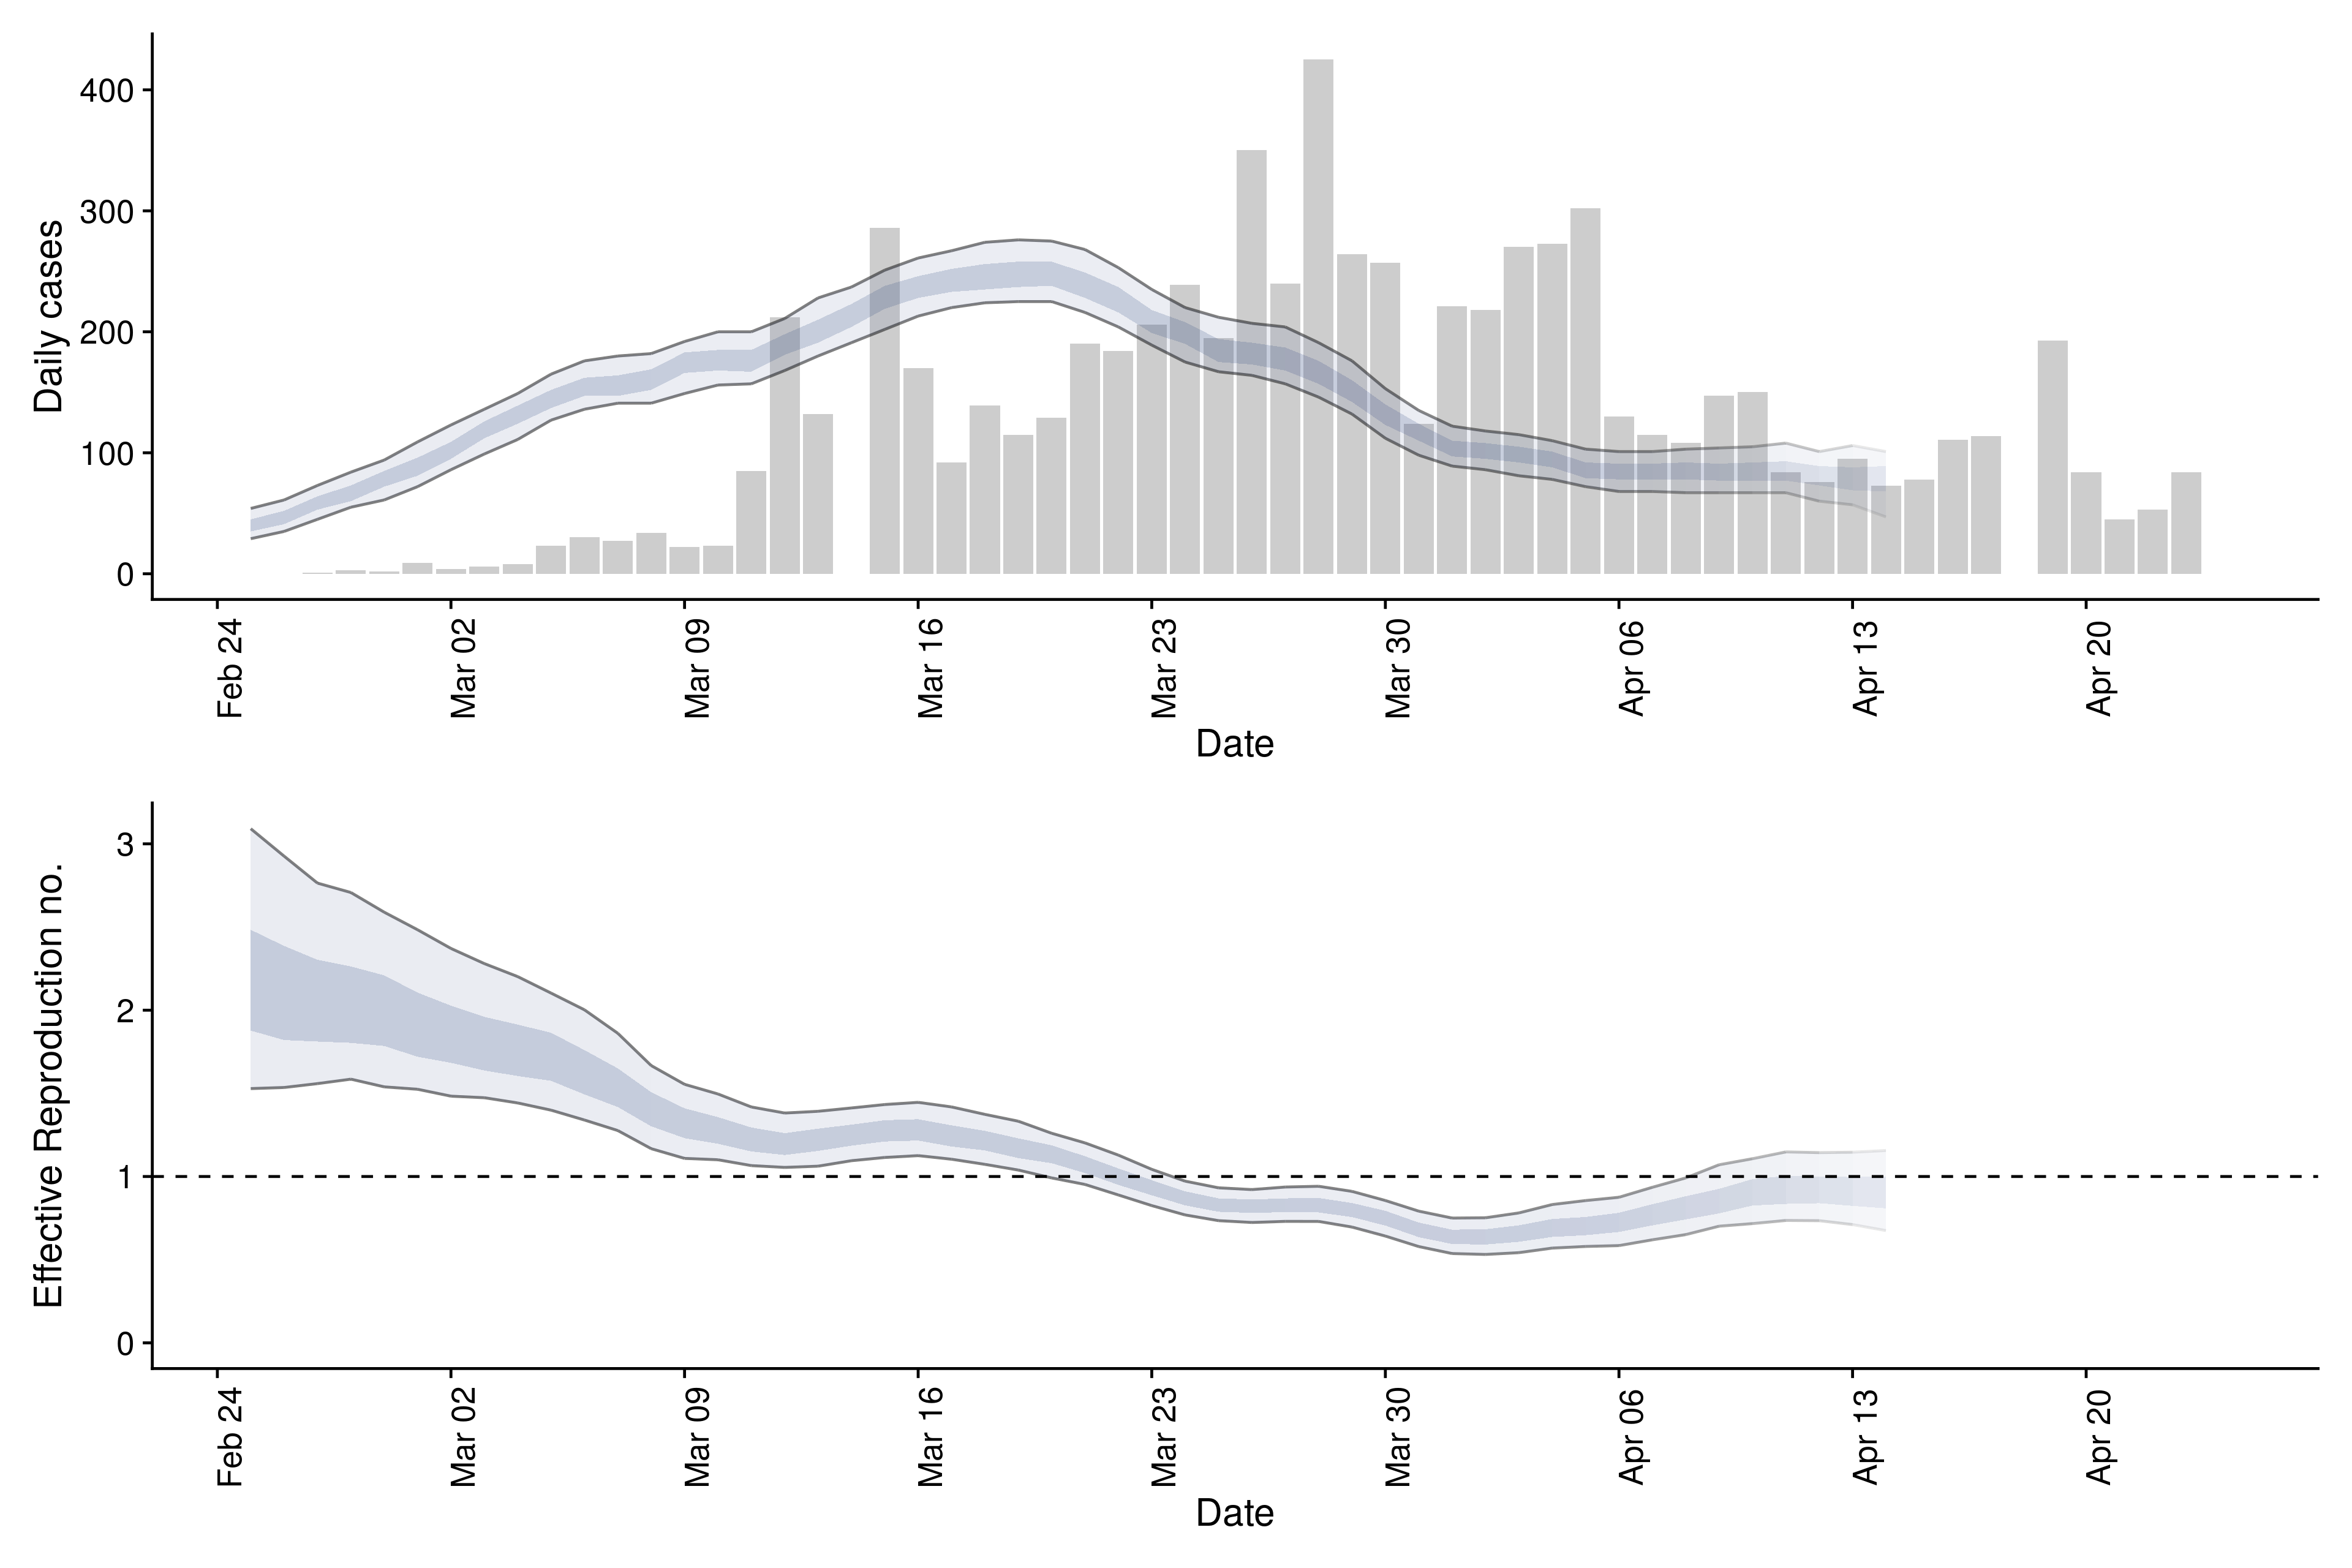 Daily cases
400
300
200
100
0
Feb 24
Mar 02
Mar 09
Mar 16
Mar 23
Mar 30
Apr 06
Apr 13
Apr 20
Date
Effective Reproduction no.
3
2
1
0
Feb 24
Mar 02
Mar 09
Mar 16
Mar 23
Mar 30
Apr 06
Apr 13
Apr 20
Date